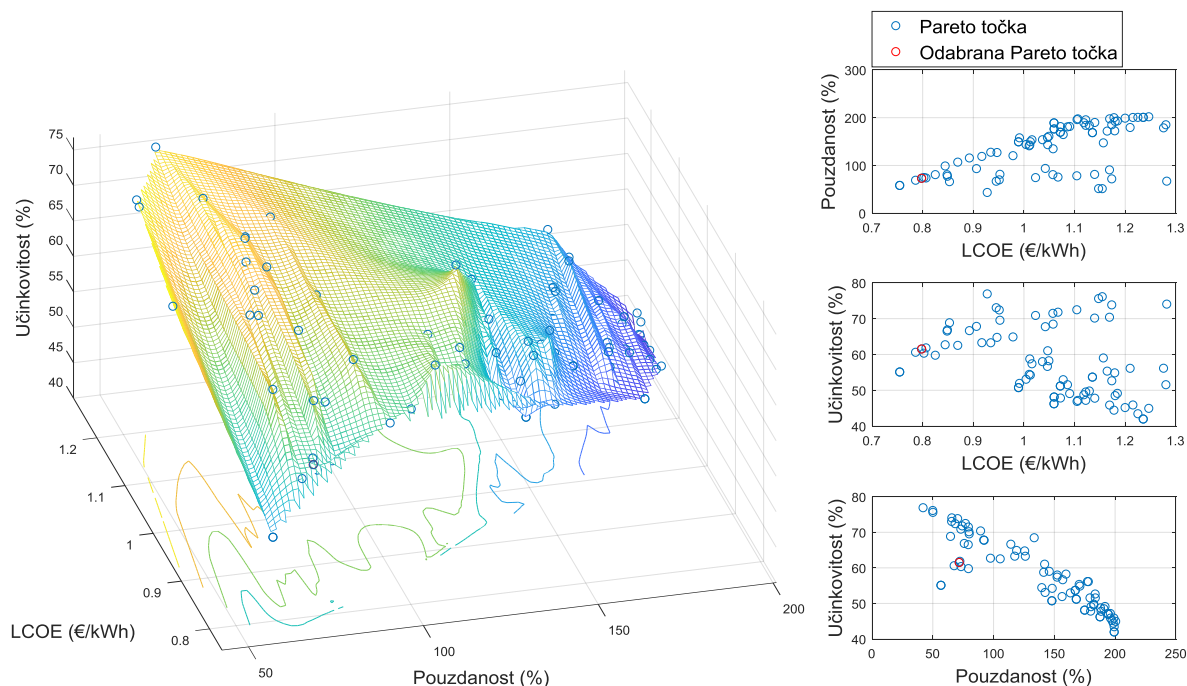 75
70
65
60
55
50
45
40
Učinkovitost (%)
1.2
1.1
1
0.9
0.8
LCOE (€/kWh)
50
100
150
200
Pouzdanost (%)
Pareto točka
Odabrana Pareto točka
300
200
100
0
Pouzdanost (%)
0.7 0.8 0.9 1 1.1 1.2 1.3
LCOE (€/kWh)
80
70
60
50
40
Učinkovitost (%)
0.7 0.8 0.9 1 1.1 1.2 1.3
LCOE (€/kWh)
80
70
60
50
40
Učinkovitost (%)
0 50 100 150 200 250
Pouzdanost (%)